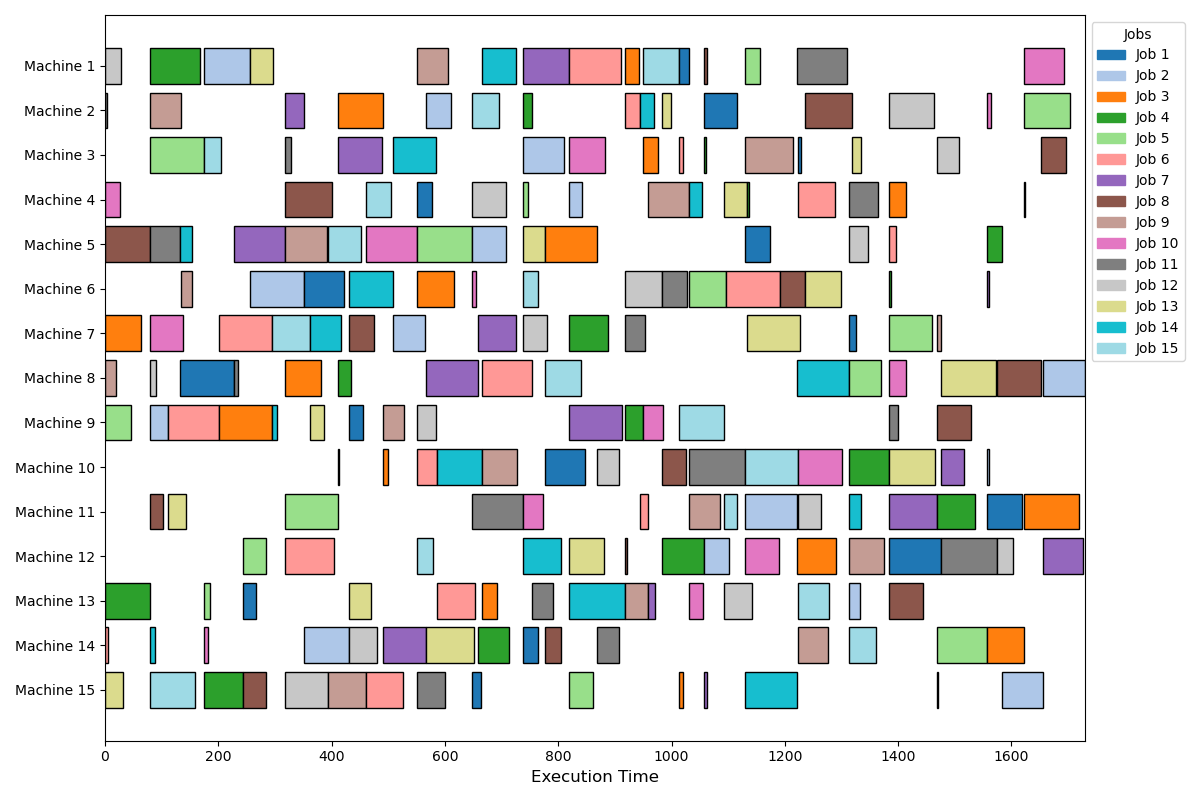 Machine 1
Machine 2
Machine 3
Machine 4
Machine 5
Machine 6
Machine 7
Machine 8
Machine 9
Machine 10
Machine 11
Machine 12
Machine 13
Machine 14
Machine 15
0 200 400 600 800 1000 1200 1400 1600
Execution Time
Jobs
Job 1
Job 2
Job 3
Job 4
Job 5
Job 6
Job 7
Job 8
Job 9
Job 10
Job 11
Job 12
Job 13
Job 14
Job 15